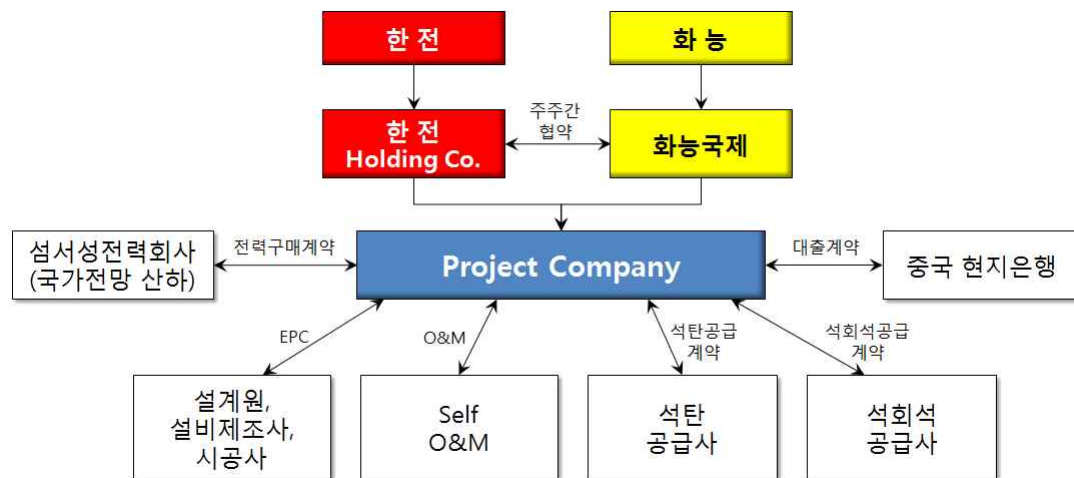 한 전
화 능
한 전
Holding Co.
주주간
협약
화능국제
섬서성전력회사
(국가전망 산하)
전력구매계약
Project Company
대출계약
중국 현지은행
EPC
O&M
석탄공급
계약
석회석공급
계약
설계원,
설비제조사,
시공사
Self
O&M
석탄
공급사
석회석
공급사